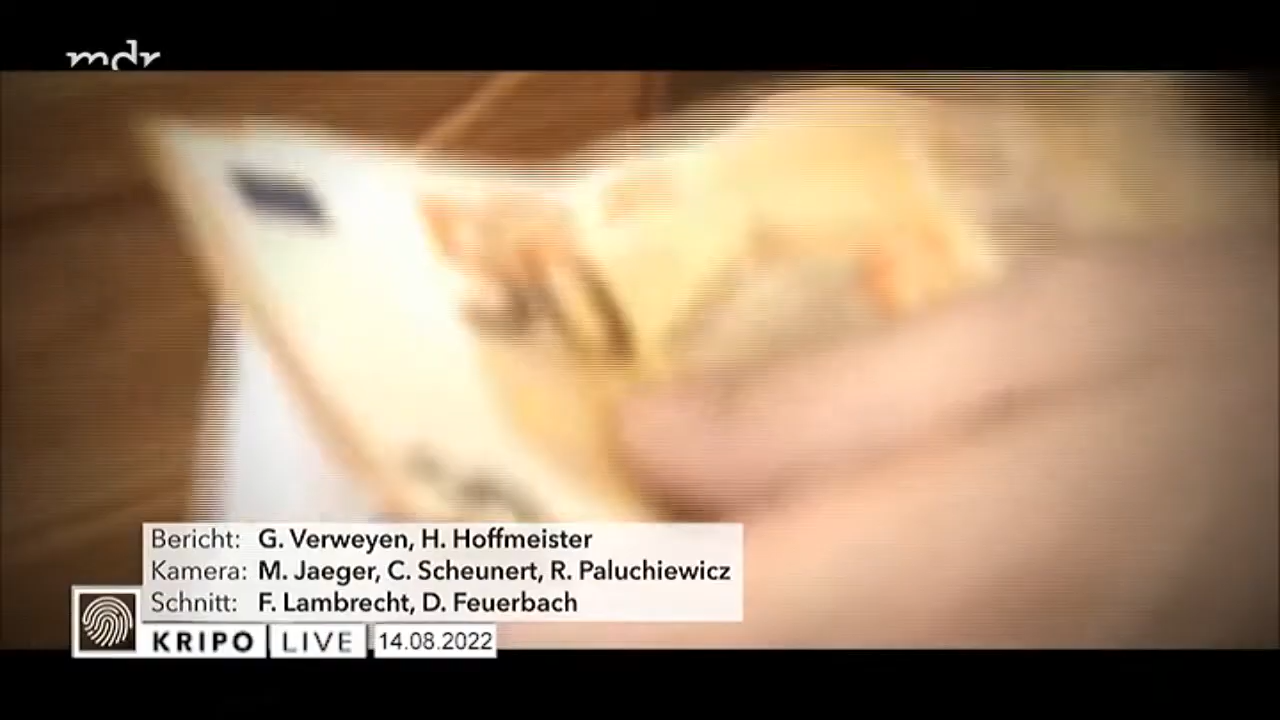 mdr
Bericht: G. Verweyen, H. Hoffmeister
Kamera: M. Jaeger, C. Scheunert, R. Paluchiewicz
Schnitt: F. Lambrecht, D. Feuerbach
KRIPO LIVE 14.08.2022